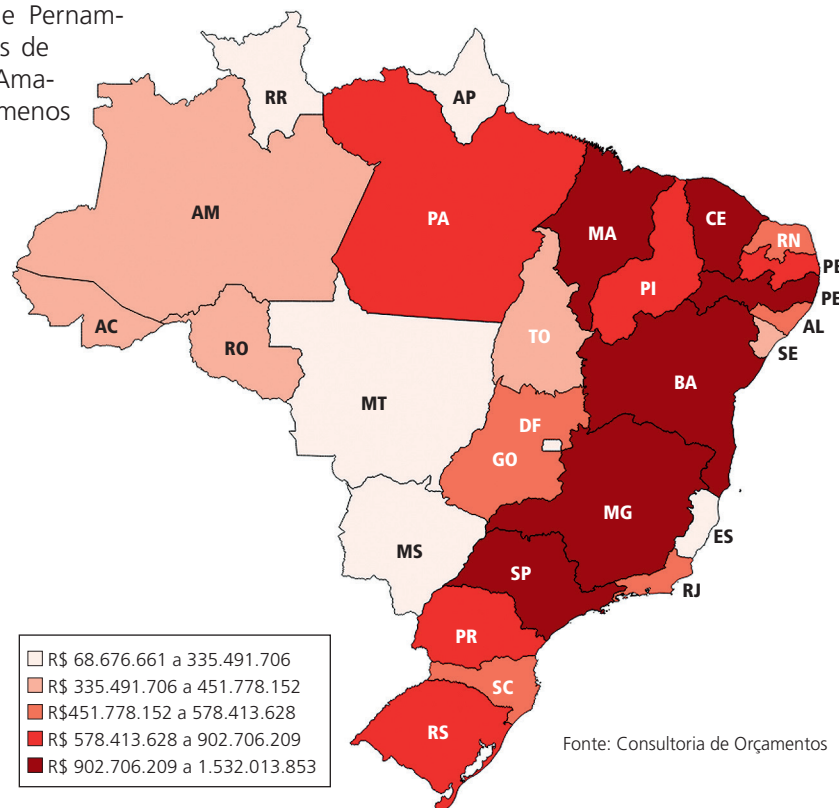 e Pernam-
s de
Ama-
menos
RR
AP
AM
PA
MA
CE
RN
PB
PI
PE
AC
AL
TO
SE
RO
BA
MT
DF
GO
MG
ES
MS
SP
RJ
PR
SC
RS
R$ 68.676.661 a 335.491.706
R$ 335.491.706 a 451.778.152
R$451.778.152 a 578.413.628
R$ 578.413.628 a 902.706.209
R$ 902.706.209 a 1.532.013.853
Fonte: Consultoria de Orçamentos